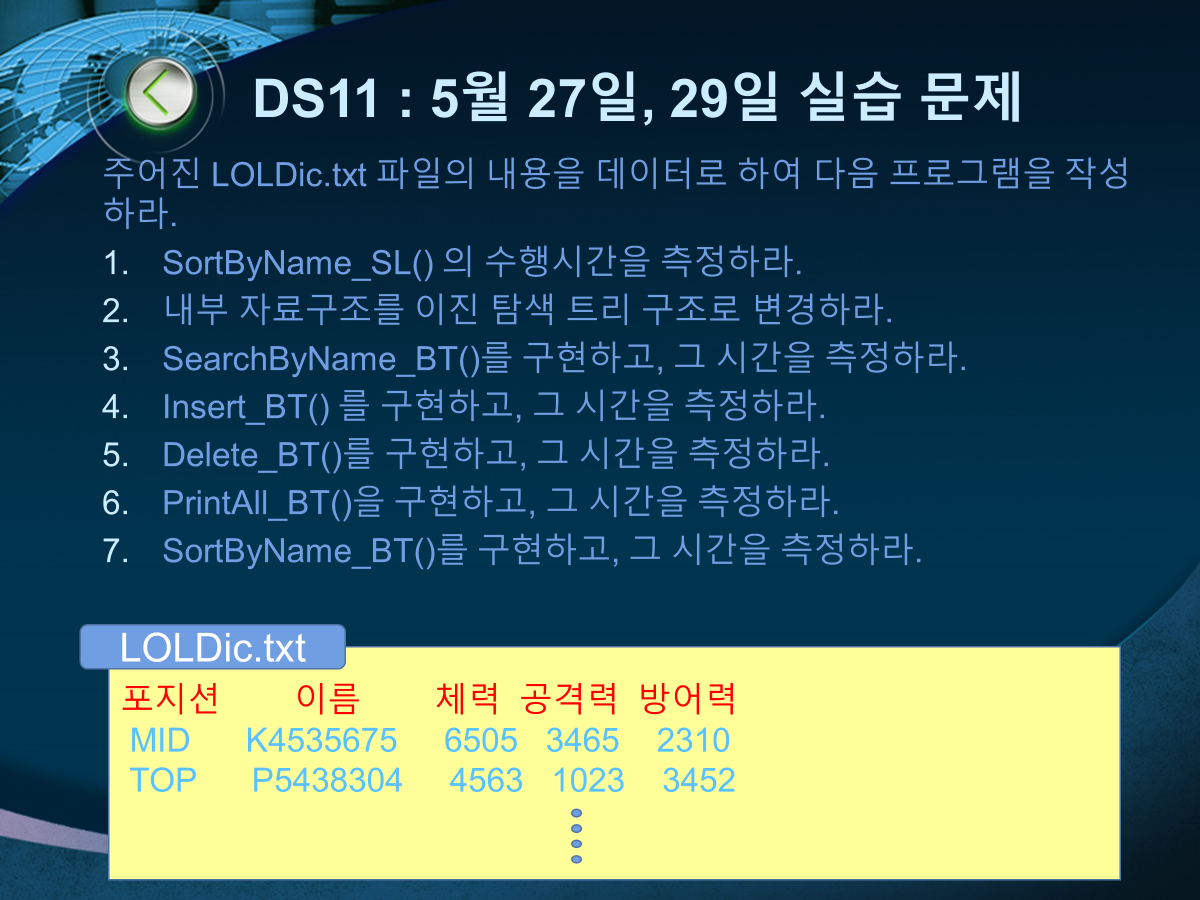 DS11 : 5월 27일, 29일 실습 문제
주어진 LOLDic.txt 파일의 내용을 데이터로 하여 다음 프로그램을 작성
하라.
1. SortByName_SL() 의 수행시간을 측정하라.
2. 내부 자료구조를 이진 탐색 트리 구조로 변경하라.
3. SearchByName_BT()를 구현하고, 그 시간을 측정하라.
4. Insert_BT() 를 구현하고, 그 시간을 측정하라.
5. Delete_BT()를 구현하고, 그 시간을 측정하라.
6. PrintAll_BT()을 구현하고, 그 시간을 측정하라.
7. SortByName_BT()를 구현하고, 그 시간을 측정하라.
LOLDic.txt
포지션 이름 체력 공격력 방어력
MID K4535675 6505 3465 2310
TOP P5438304 4563 1023 3452